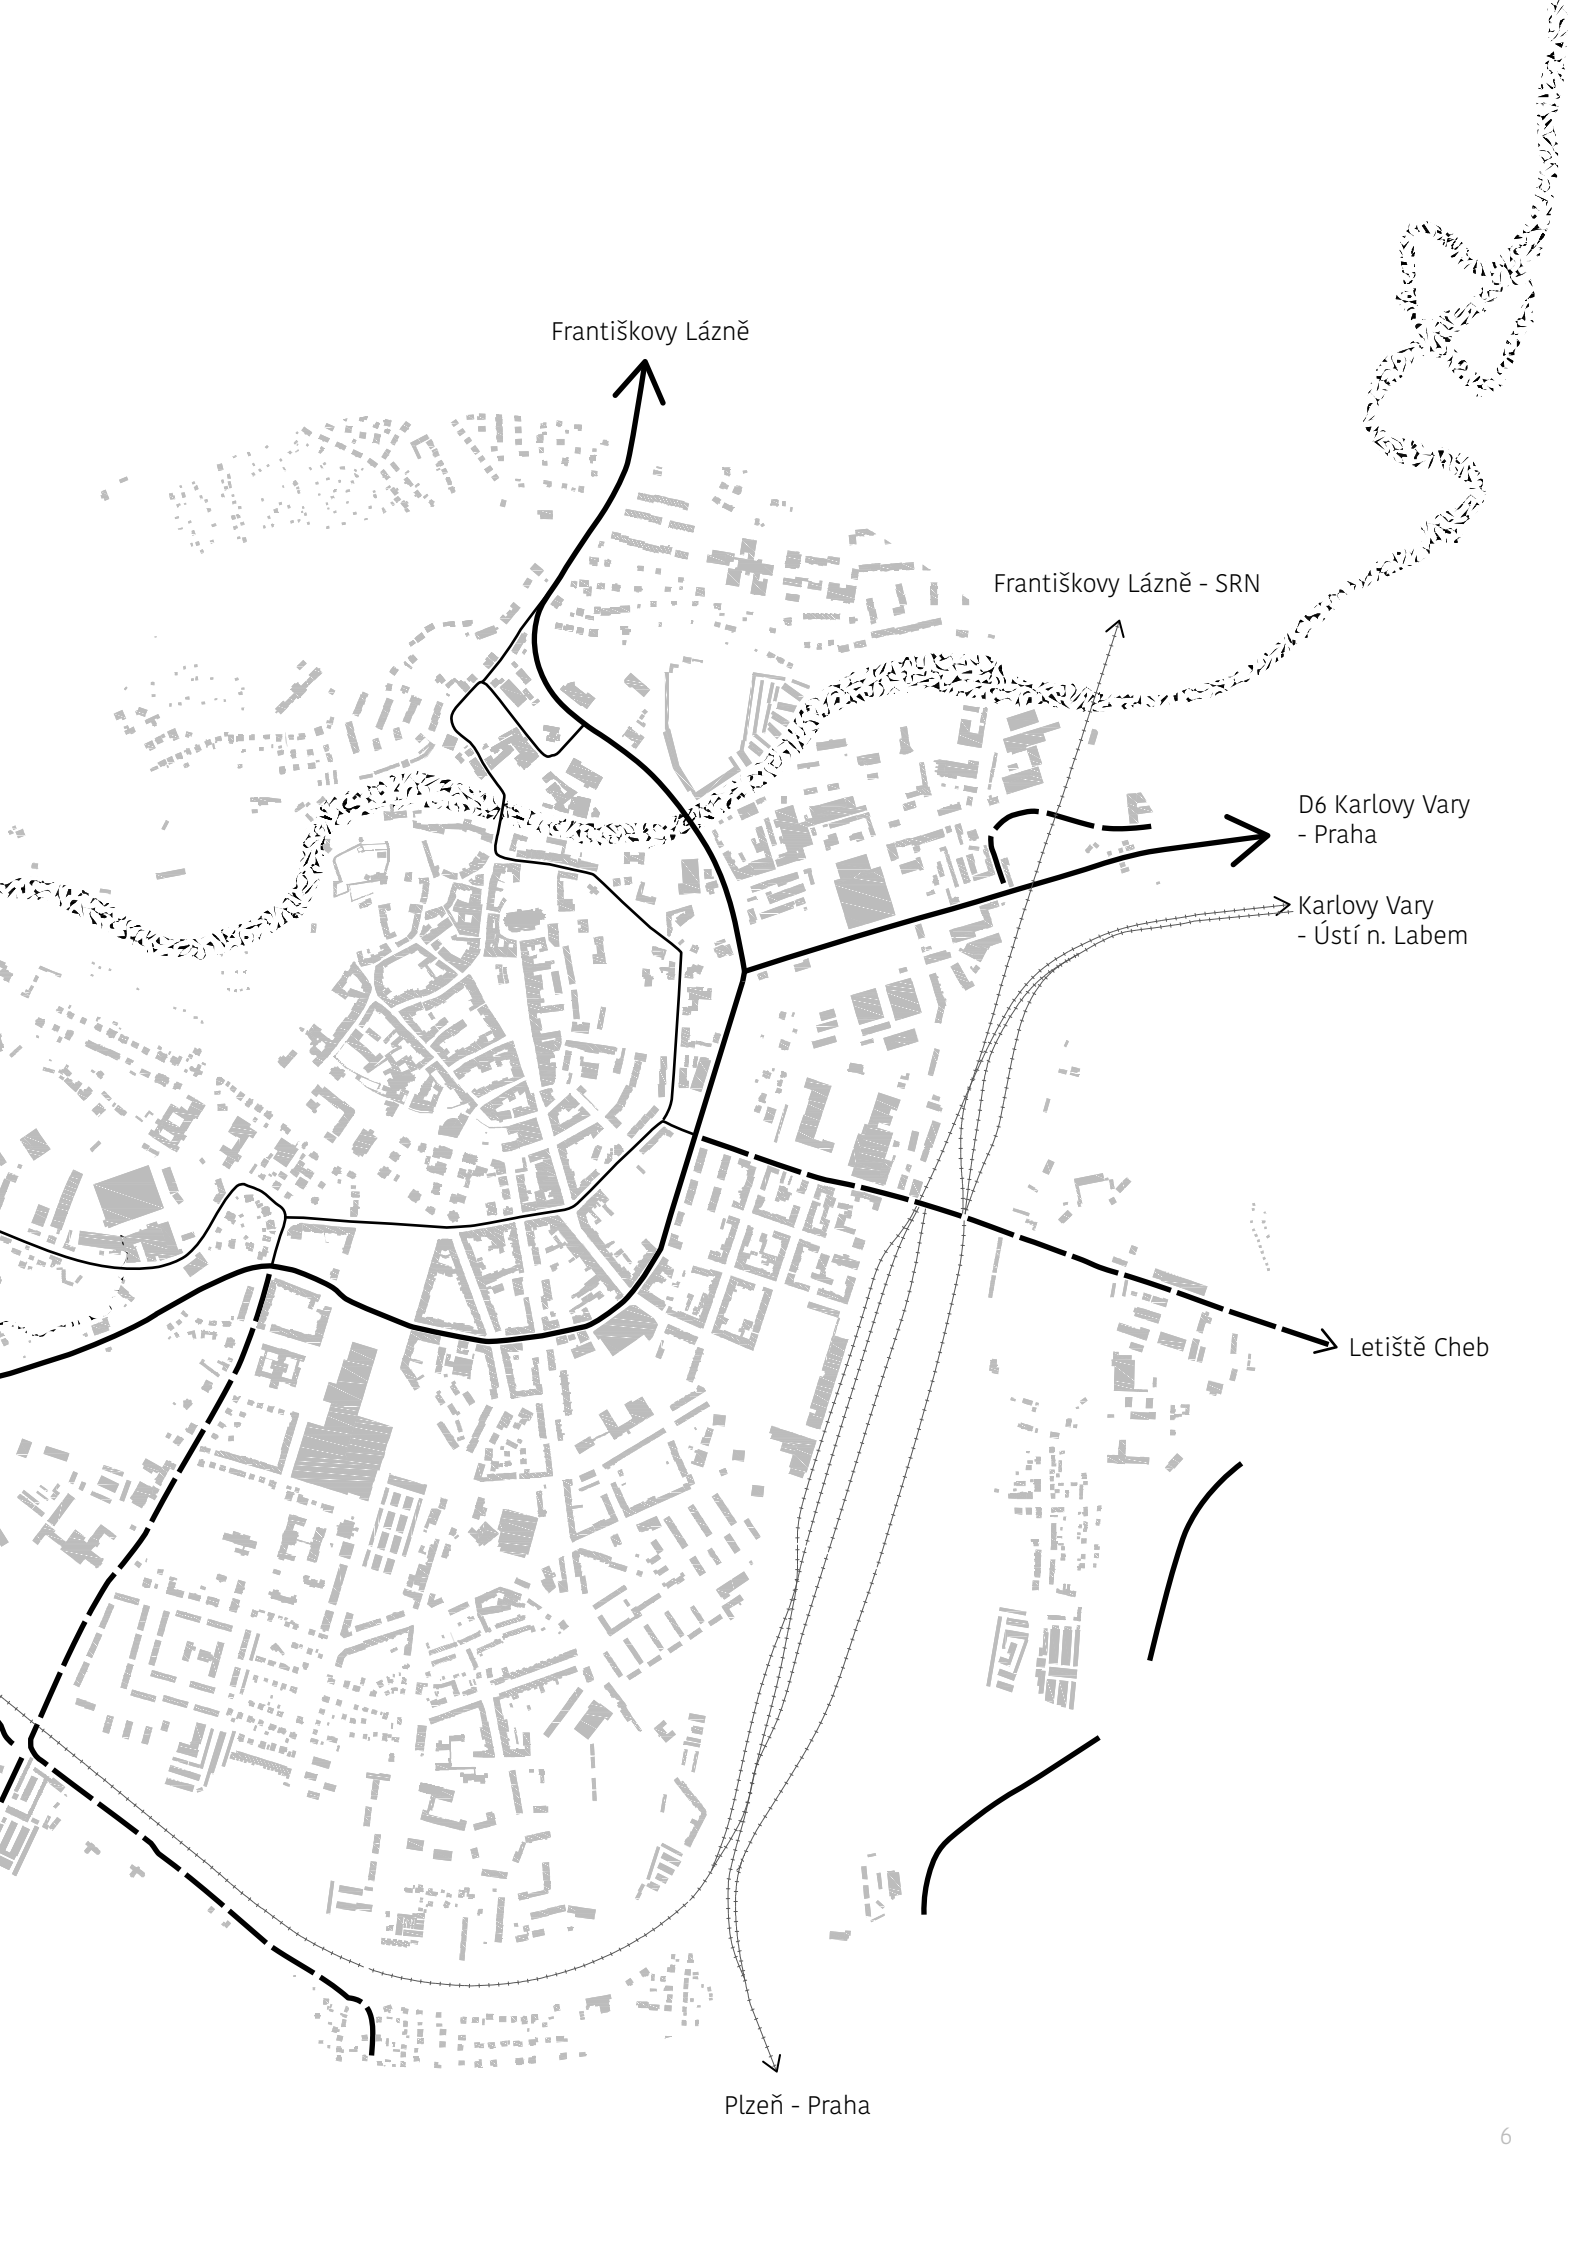 Františkovy Lázně
Františkovy Lázně - SRN
D6 Karlovy Vary
- Praha
Karlovy Vary
- Ústí n. Labem
Letiště Cheb
Plzeň - Praha
6